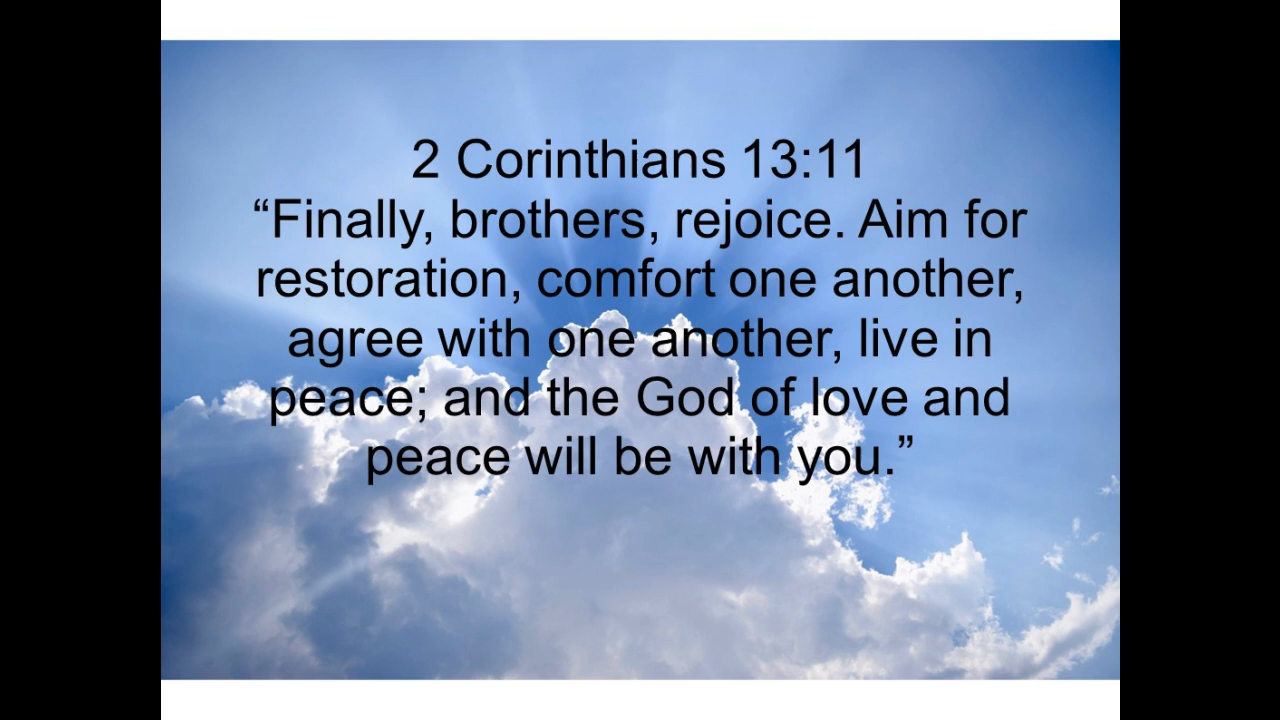 2 Corinthians 13:11
“Finally, brothers, rejoice. Aim for
restoration, comfort one another,
agree with one another, live in
peace; and the God of love and
peace will be with you.”